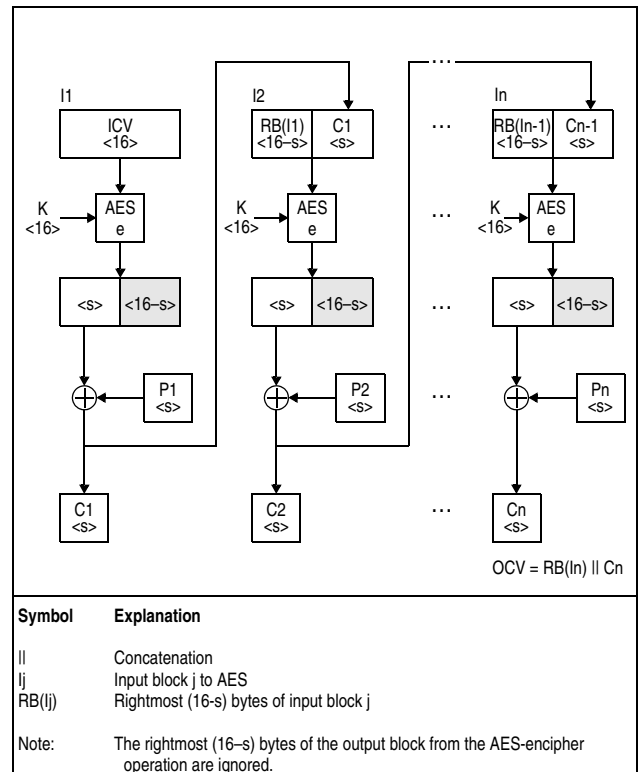 ...
I1
I2
In
ICV
<16>
RB(I1)
<16–s>
C1
<s>
...
RB(In-1)
<16–s>
Cn-1
<s>
K
<16>
AES
e
K
<16>
AES
e
...
K
<16>
AES
e
<s>
<16–s>
<s>
<16–s>
...
<s>
<16–s>
P1
<s>
P2
<s>
...
Pn
<s>
C1
<s>
C2
<s>
...
Cn
<s>
OCV = RB(In) || Cn
Symbol Explanation
|| Concatenation
Ij Input block j to AES
RB(Ij) Rightmost (16-s) bytes of input block j
Note: The rightmost (16–s) bytes of the output block from the AES-encipher
operation are ignored.